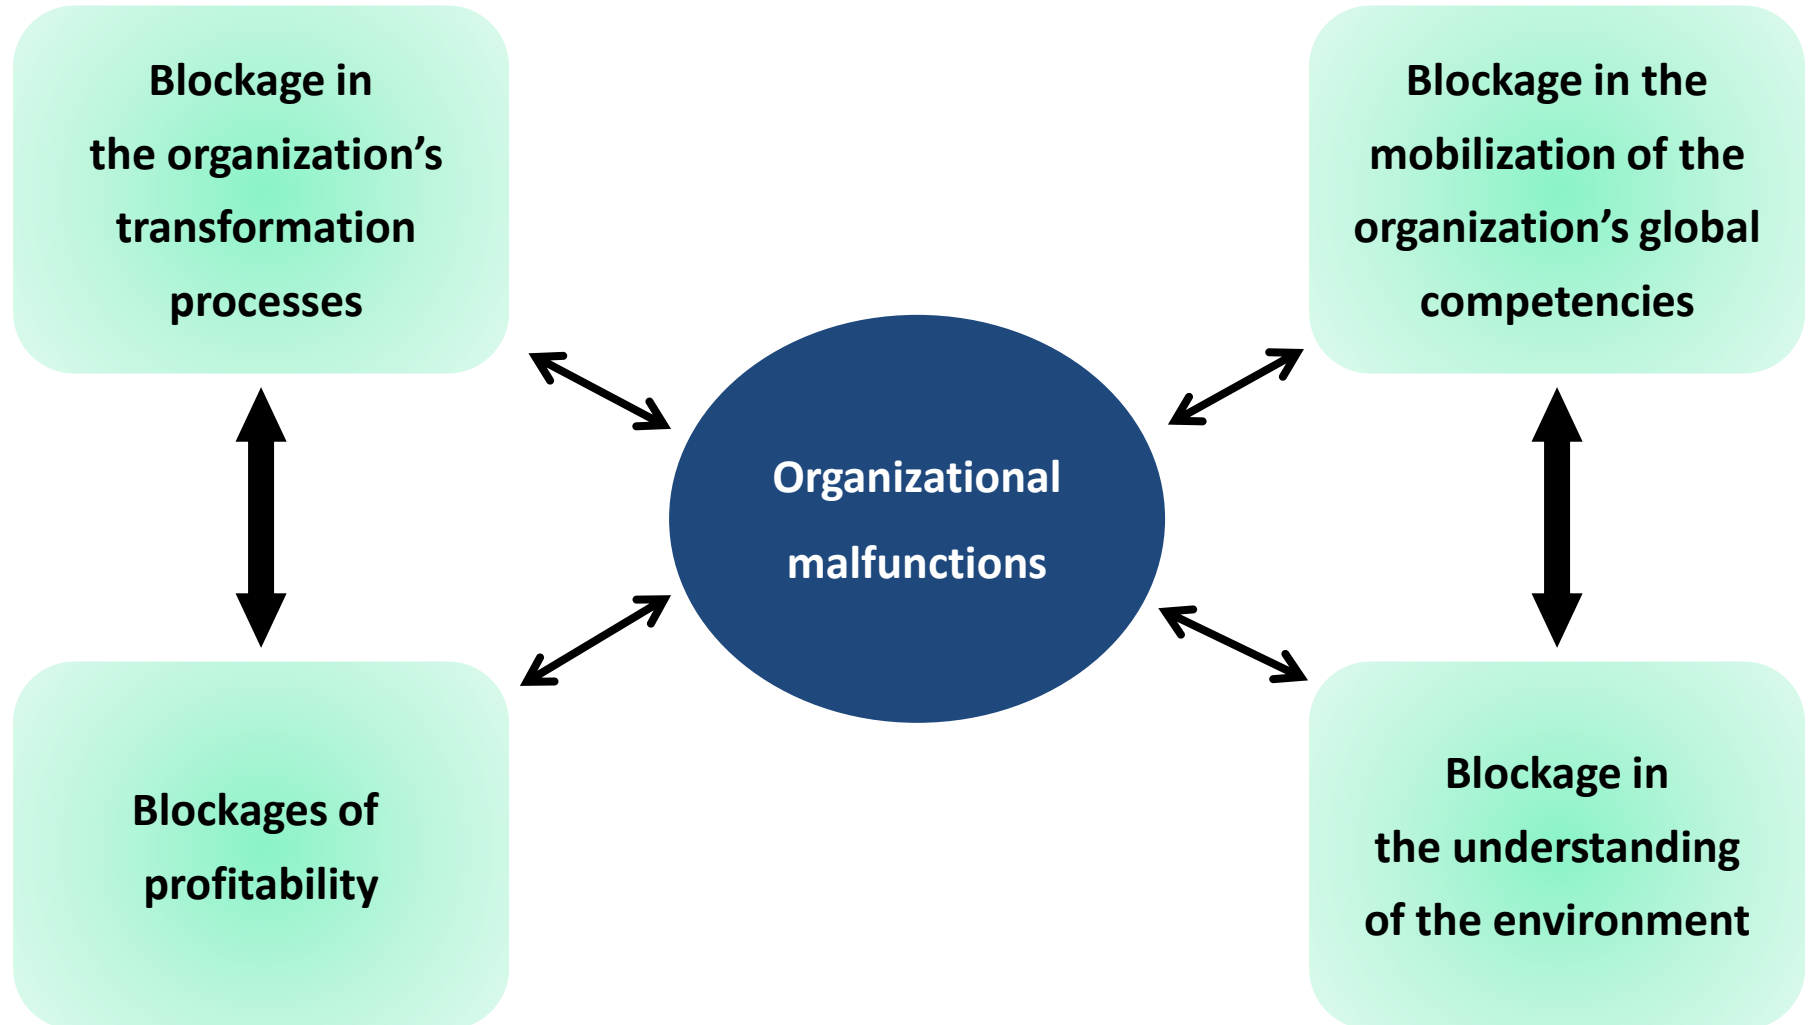 Blockage in
the organization’s
transformation
processes
Blockage in the
mobilization of the
organization’s global
competencies
Organizational
malfunctions
Blockages of
profitability
Blockage in
the understanding
of the environment